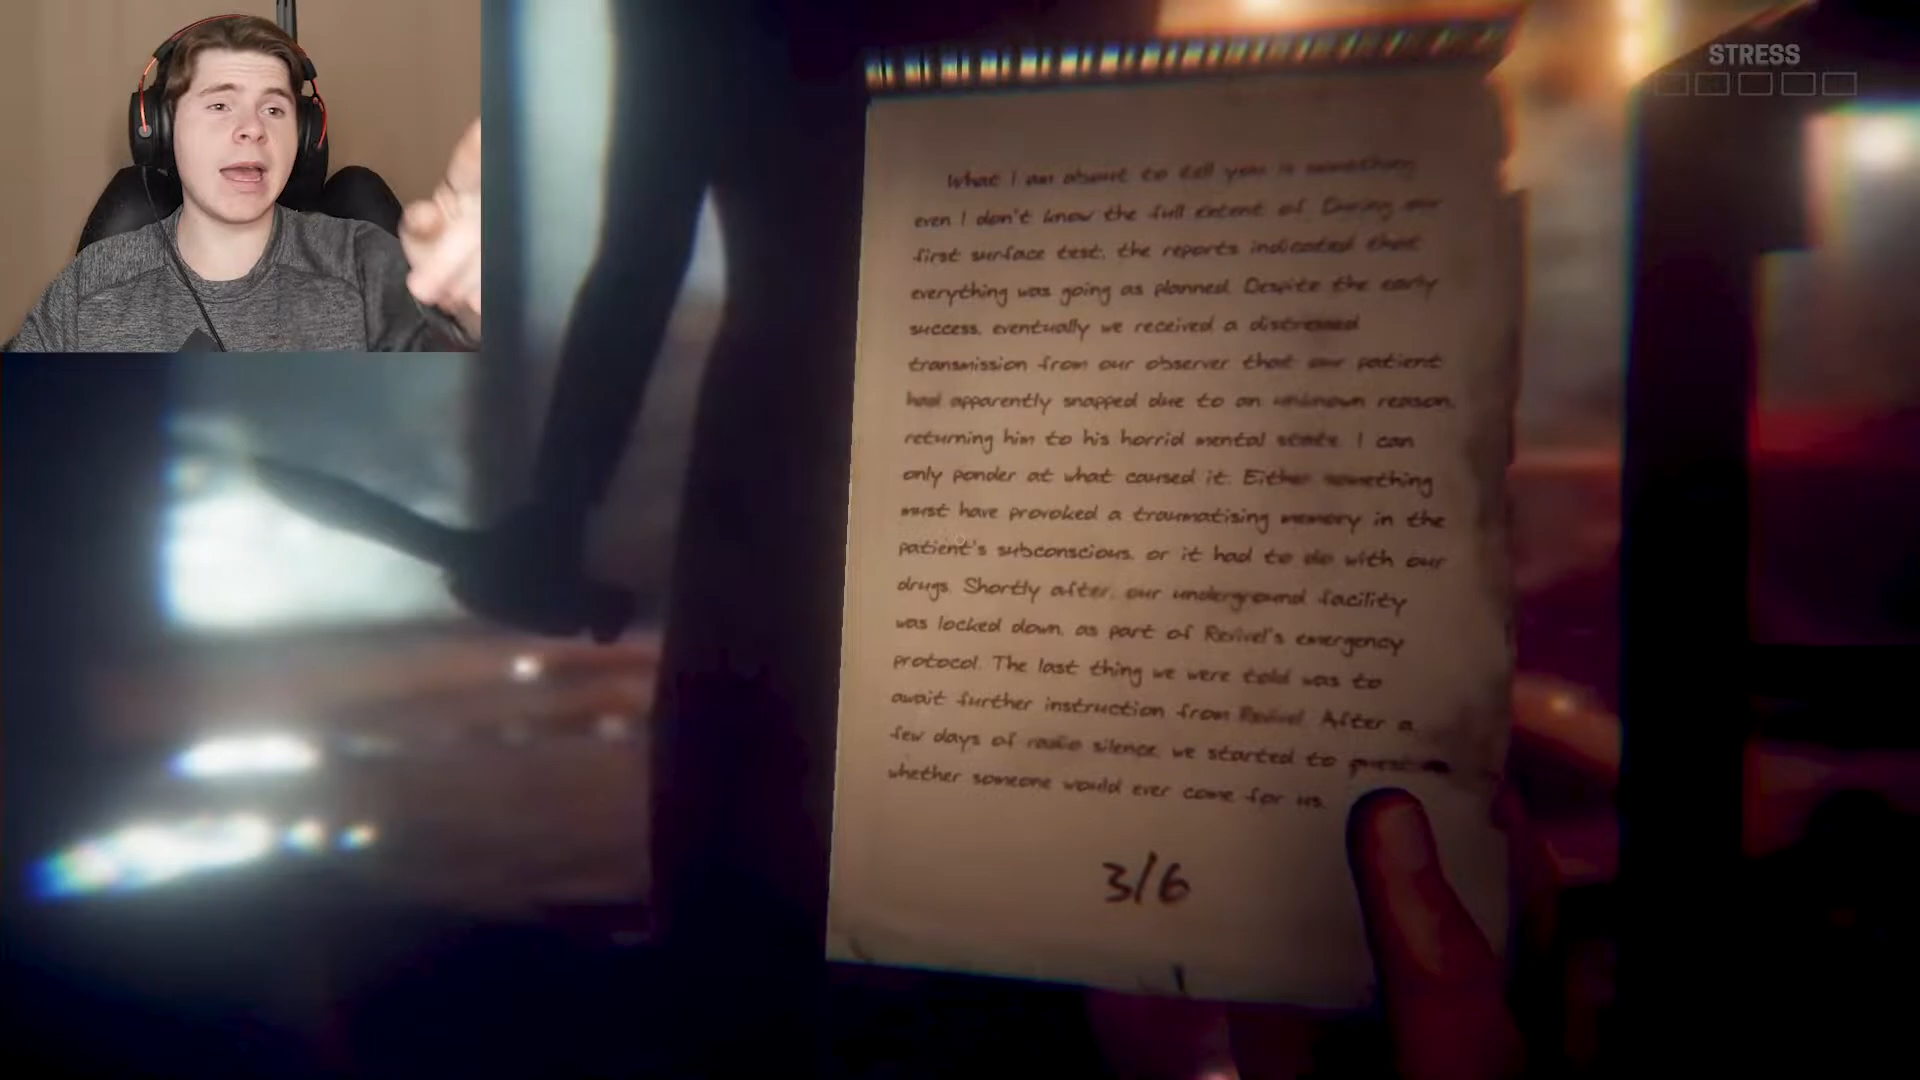 STRESS
What I am about to tell you is something
even I don't know the full extent of. During our
first surface test, the reports indicated that
everything was going as planned. Despite the early
success, eventually we received a distressed
transmission from our observer that our patient
had apparently snapped due to an unknown reason,
returning him to his horrid mental state. I can
only ponder at what caused it. Either something
must have provoked a traumatising memory in the
patient's subconscious, or it had to do with our
drugs. Shortly after, our underground facility
was locked down, as part of Revivel's emergency
protocol. The last thing we were told was to
await further instruction from Revivel. After a
few days of radio silence, we started to
whether someone would ever come for us.
3/6